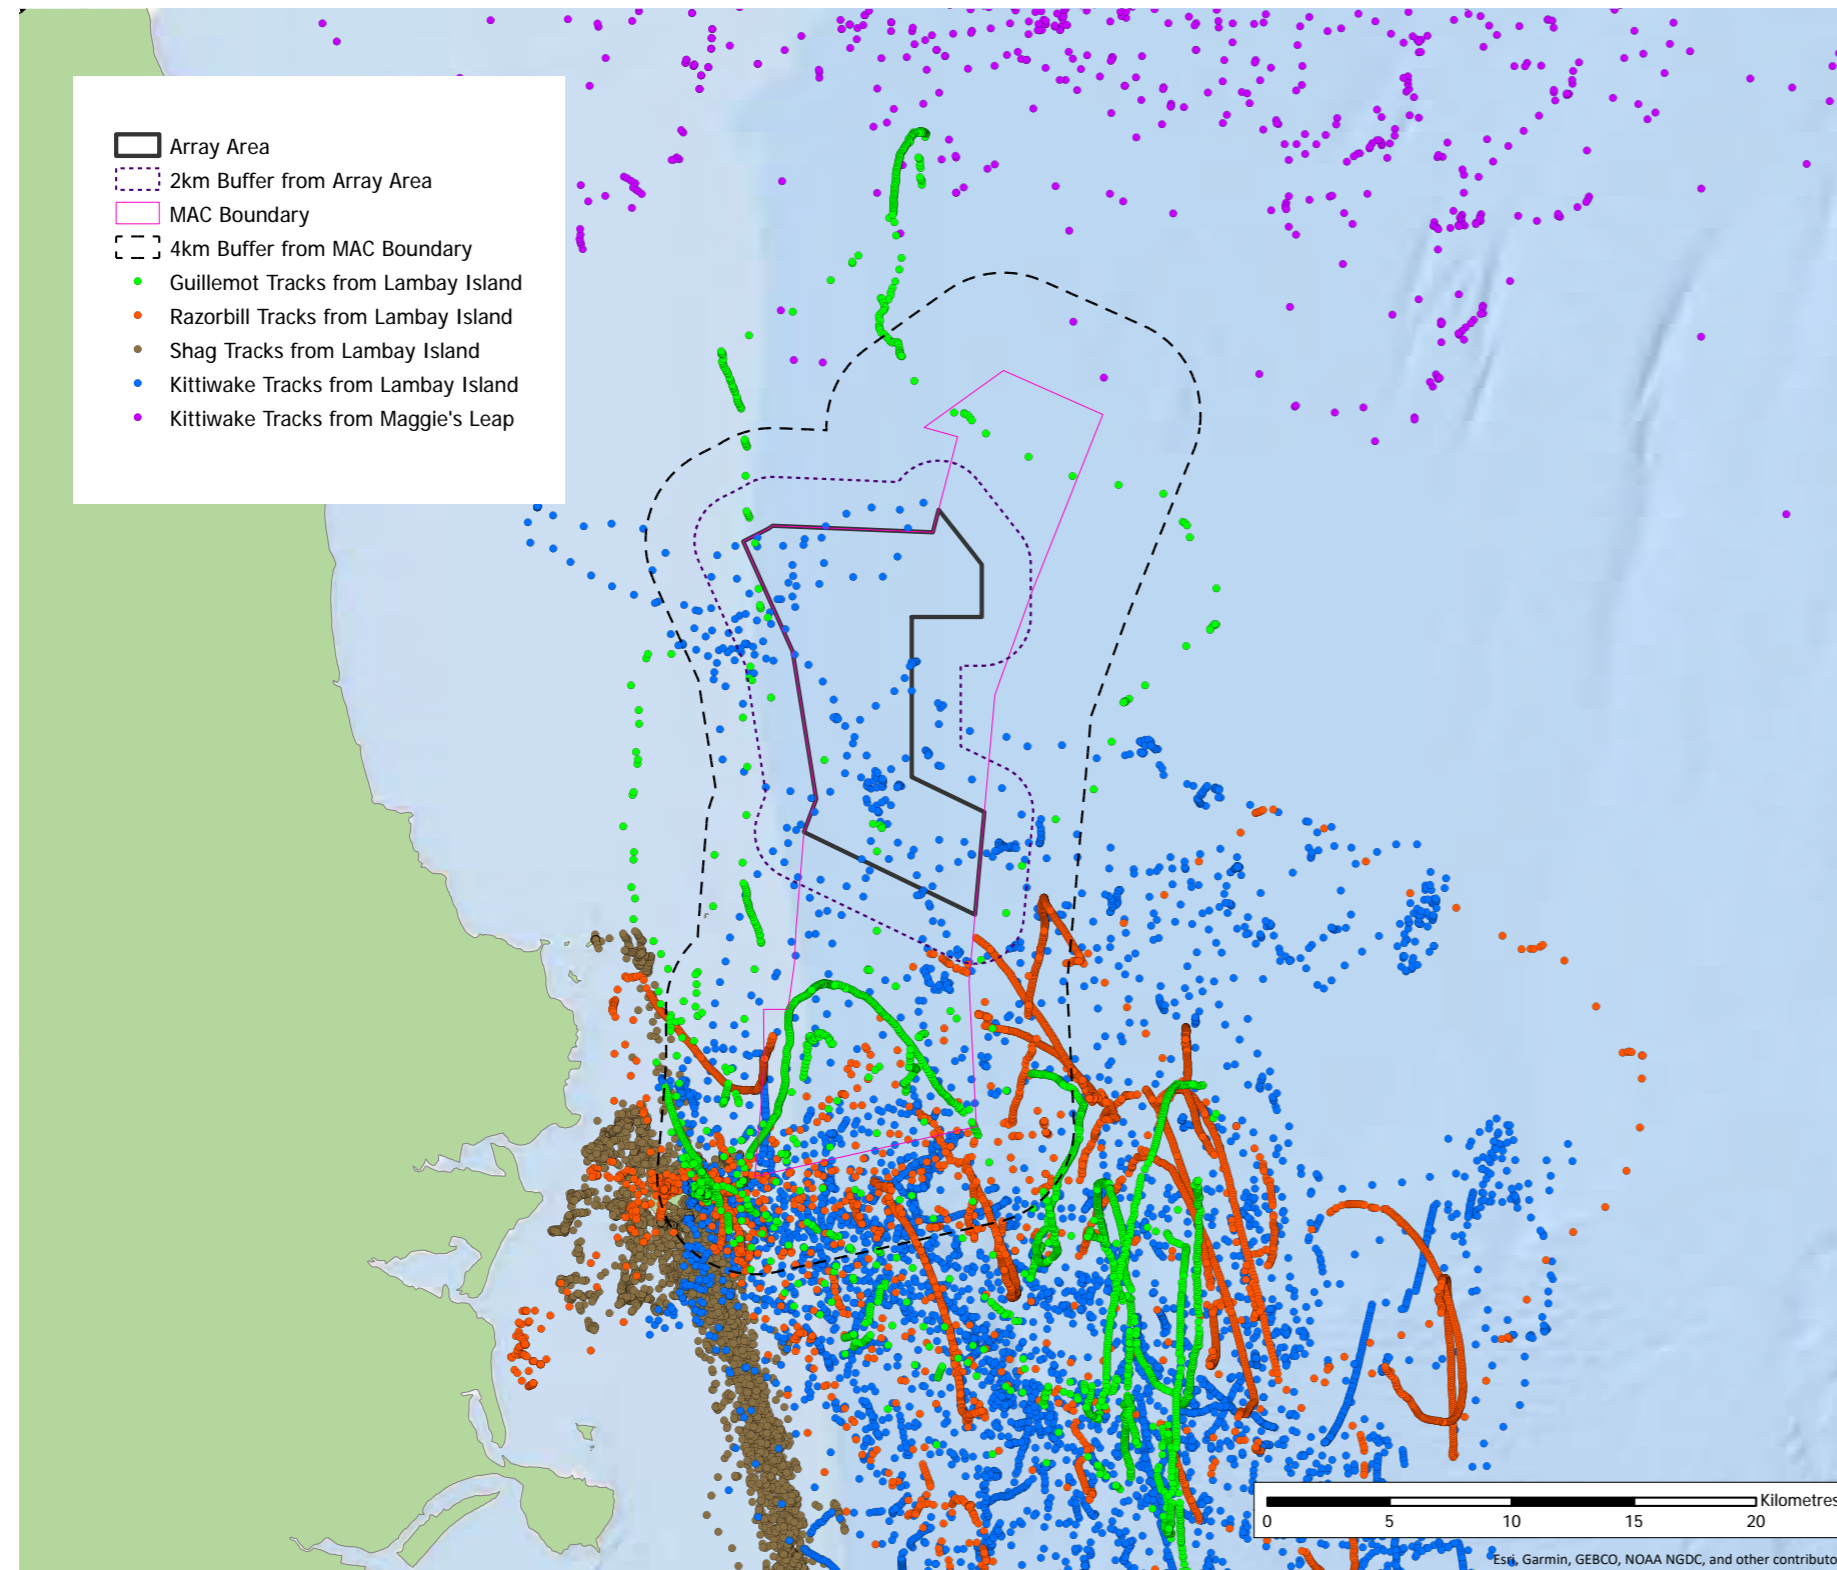 Array Area
2km Buffer from Array Area
MAC Boundary
4km Buffer from MAC Boundary
Guillemot Tracks from Lambay Island
Razorbill Tracks from Lambay Island
Shag Tracks from Lambay Island
Kittiwake Tracks from Lambay Island
Kittiwake Tracks from Maggie's Leap
Kilometres
0 5 10 15 20
Esri, Garmin, GEBCO, NOAA NGDC, and other contributo